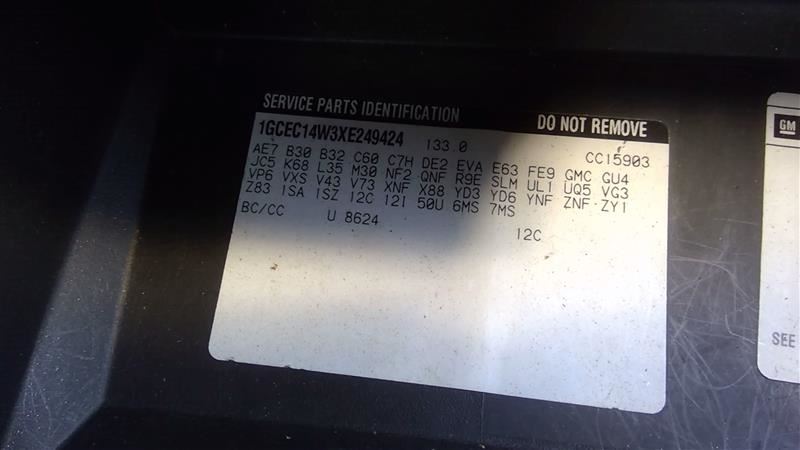 SERVICE PARTS IDENTIFICATION DO NOT REMOVE
1GCEC14W3XE249424 133.0 CC15903
AE7 B30 B32 C60 C7H DE2 EVA E63 FE9 GMC GU4
JC5 K68 L35 M30 NF2 QNF R9E SLM UL1 UQ5 VG3
VP6 VXS V43 V73 XNF X88 YD3 YD6 YNF ZNF ZY1
Z83 1SA 1SZ 12C 12I 50U 6MS 7MS
BC/CC U 8624 12C
GM
SEE